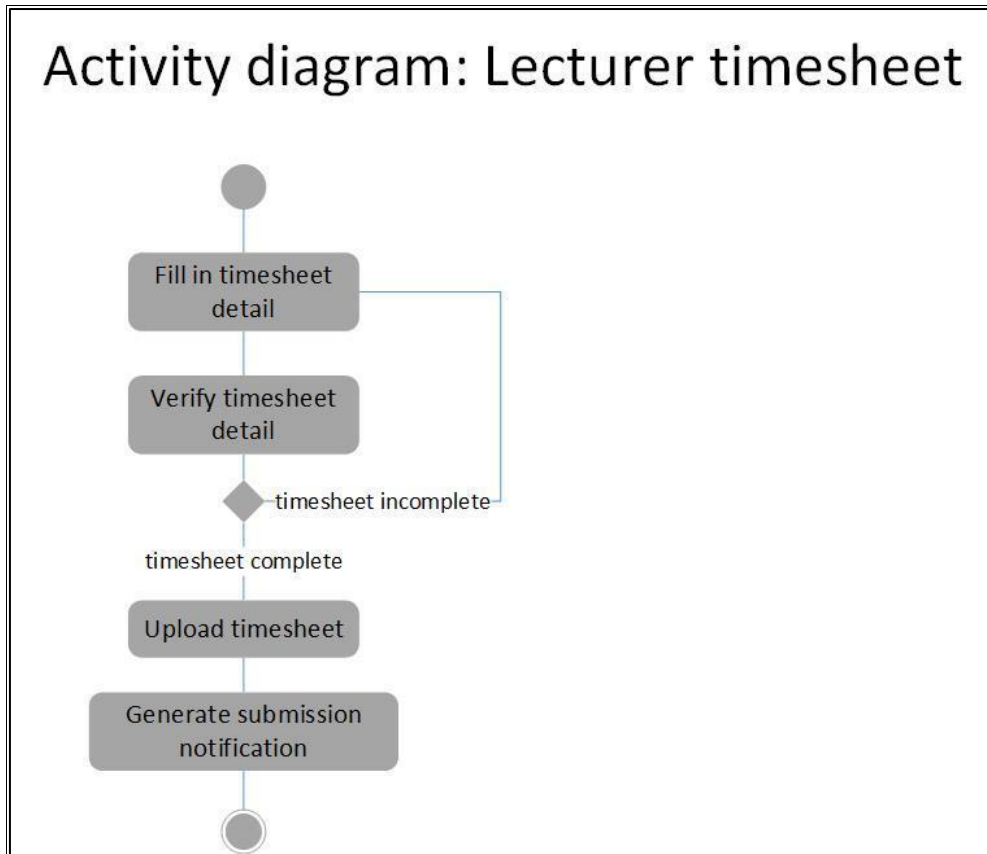 Activity diagram: Lecturer timesheet
Fill in timesheet
detail
Verify timesheet
detail
timesheet incomplete
timesheet complete
Upload timesheet
Generate submission
notification